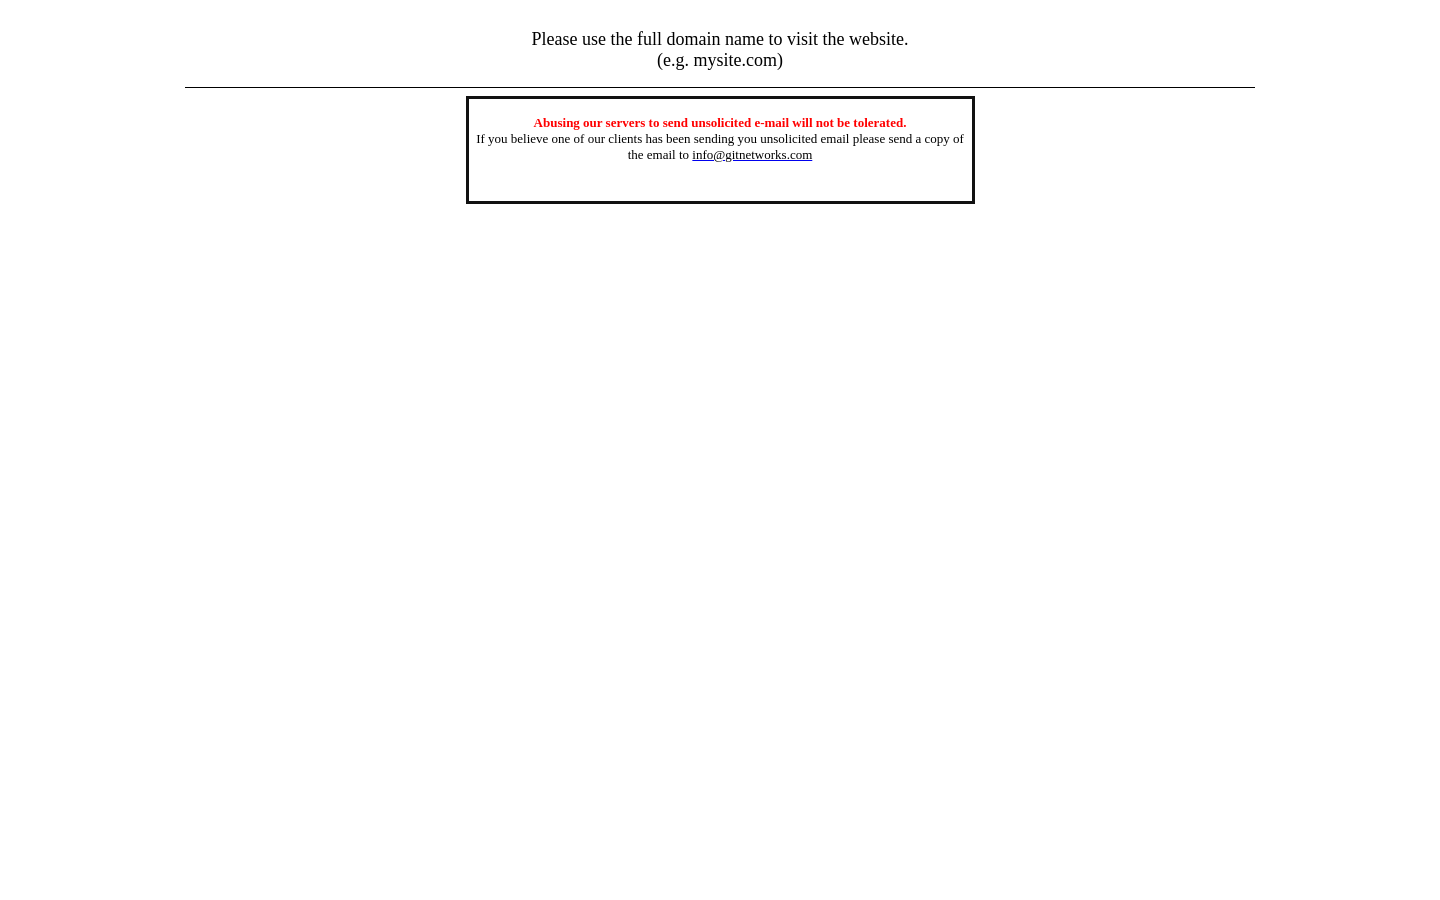 Please use the full domain name to visit the website.
(e.g. mysite.com)
Abusing our servers to send unsolicited e-mail will not be tolerated.
If you believe one of our clients has been sending you unsolicited email please send a copy of
the email to info@gitnetworks.com